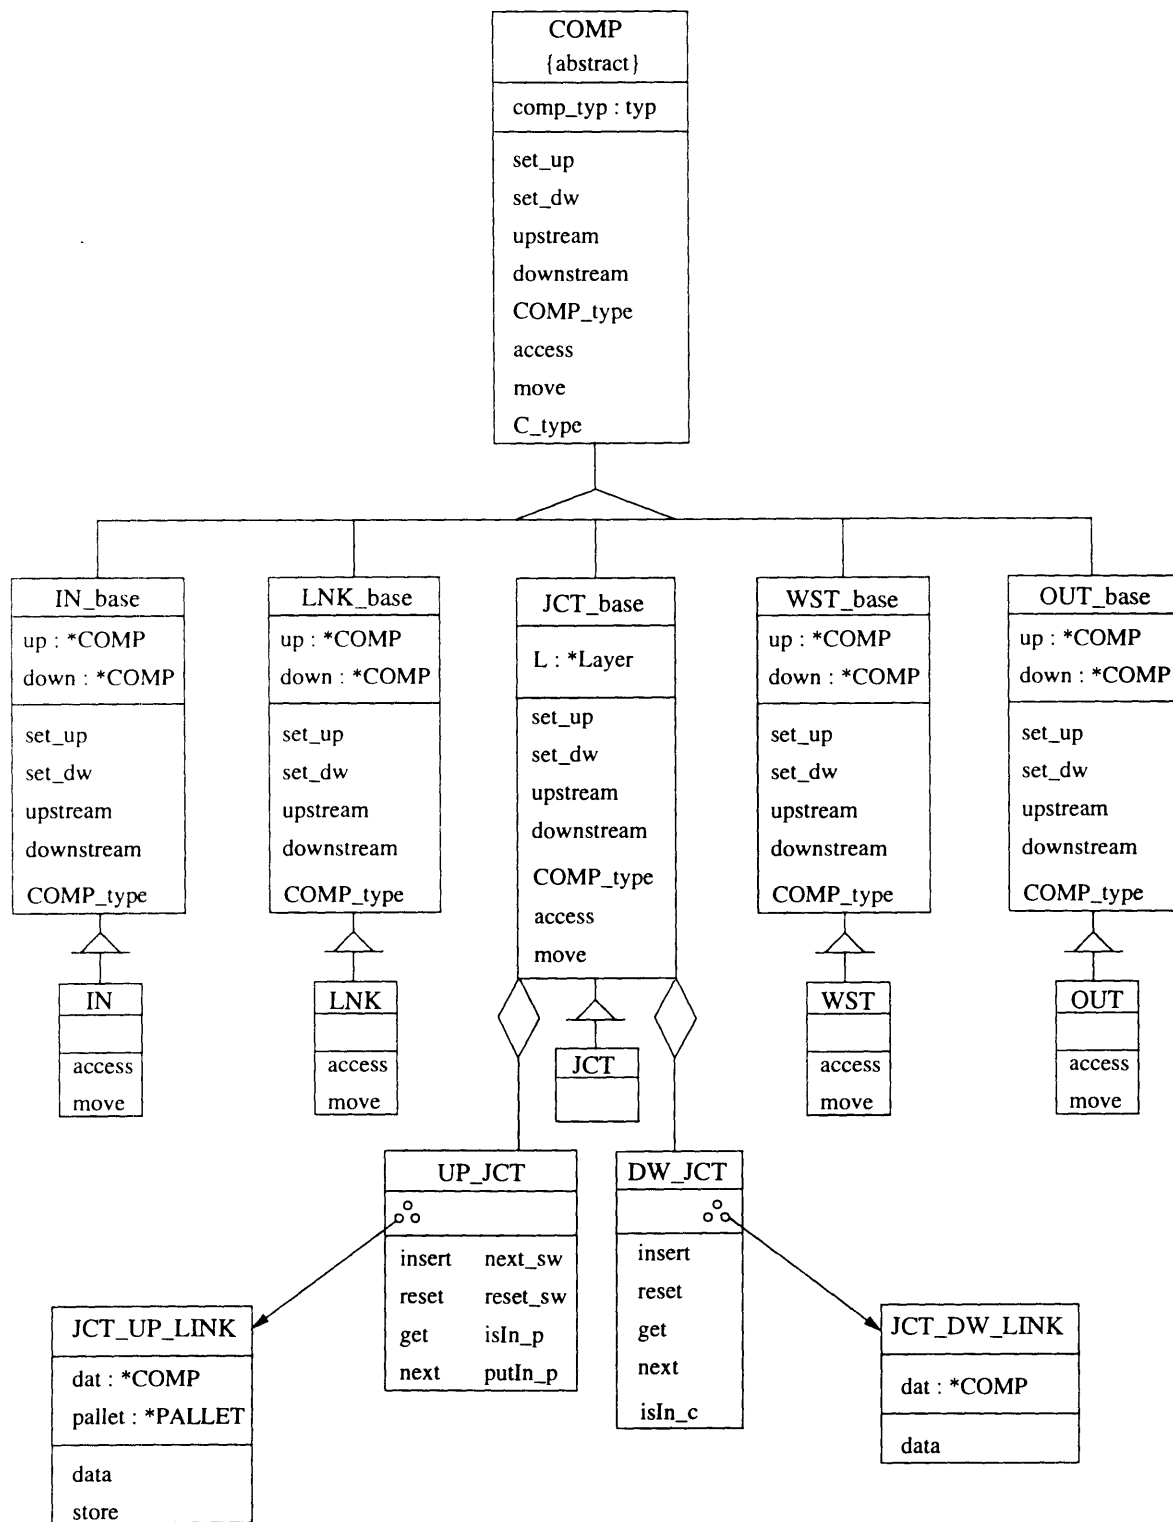 COMP
{abstract}
comp_typ : typ
set_up
set_dw
upstream
downstream
COMP_type
access
move
C_type
IN_base
up : *COMP
down : *COMP
set_up
set_dw
upstream
downstream
COMP_type
LNK_base
up : *COMP
down : *COMP
set_up
set_dw
upstream
downstream
COMP_type
JCT_base
L : *Layer
set_up
set_dw
upstream
downstream
COMP_type
access
move
WST_base
up : *COMP
down : *COMP
set_up
set_dw
upstream
downstream
COMP_type
OUT_base
up : *COMP
down : *COMP
set_up
set_dw
upstream
downstream
COMP_type
IN
access
move
LNK
access
move
JCT
WST
access
move
OUT
access
move
UP_JCT
insert next_sw
reset reset_sw
get isIn_p
next putIn_p
DW_JCT
insert
reset
get
next
isIn_c
JCT_UP_LINK
dat : *COMP
pallet : *PALLET
data
store
JCT_DW_LINK
dat : *COMP
data